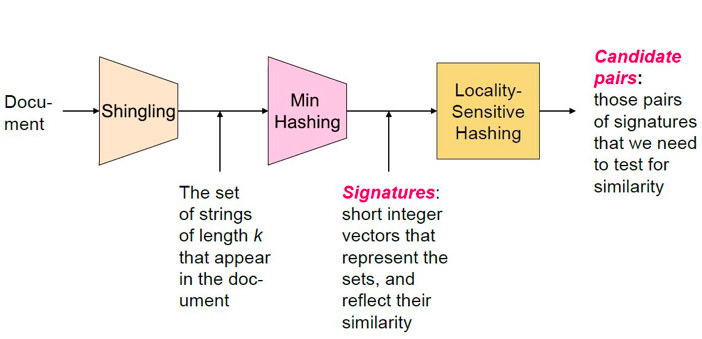 Docu-
ment
Shingling
The set
of strings
of length k
that appear
in the doc-
ument
Min
Hashing
Signatures:
short integer
vectors that
represent the
sets, and
reflect their
similarity
Locality-
Sensitive
Hashing
Candidate
pairs:
those pairs
of signatures
that we need
to test for
similarity